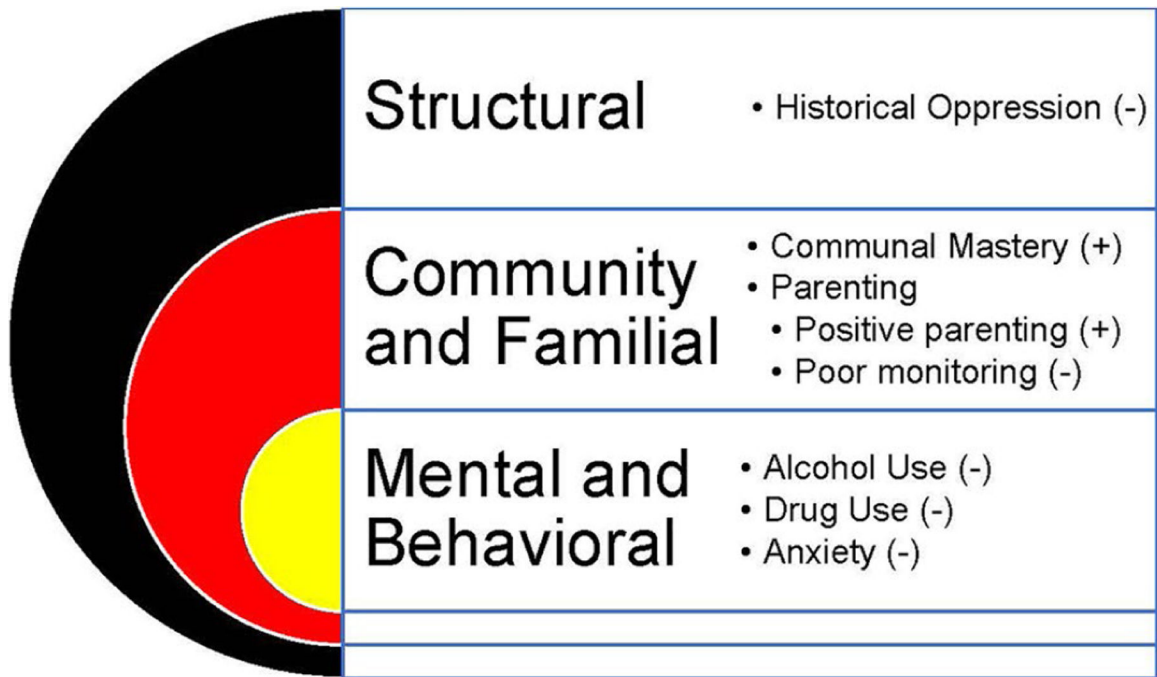 Structural
• Historical Oppression (-)
Community
and Familial
• Communal Mastery (+)
• Parenting
• Positive parenting (+)
• Poor monitoring (-)
Mental and
Behavioral
• Alcohol Use (-)
• Drug Use (-)
• Anxiety (-)